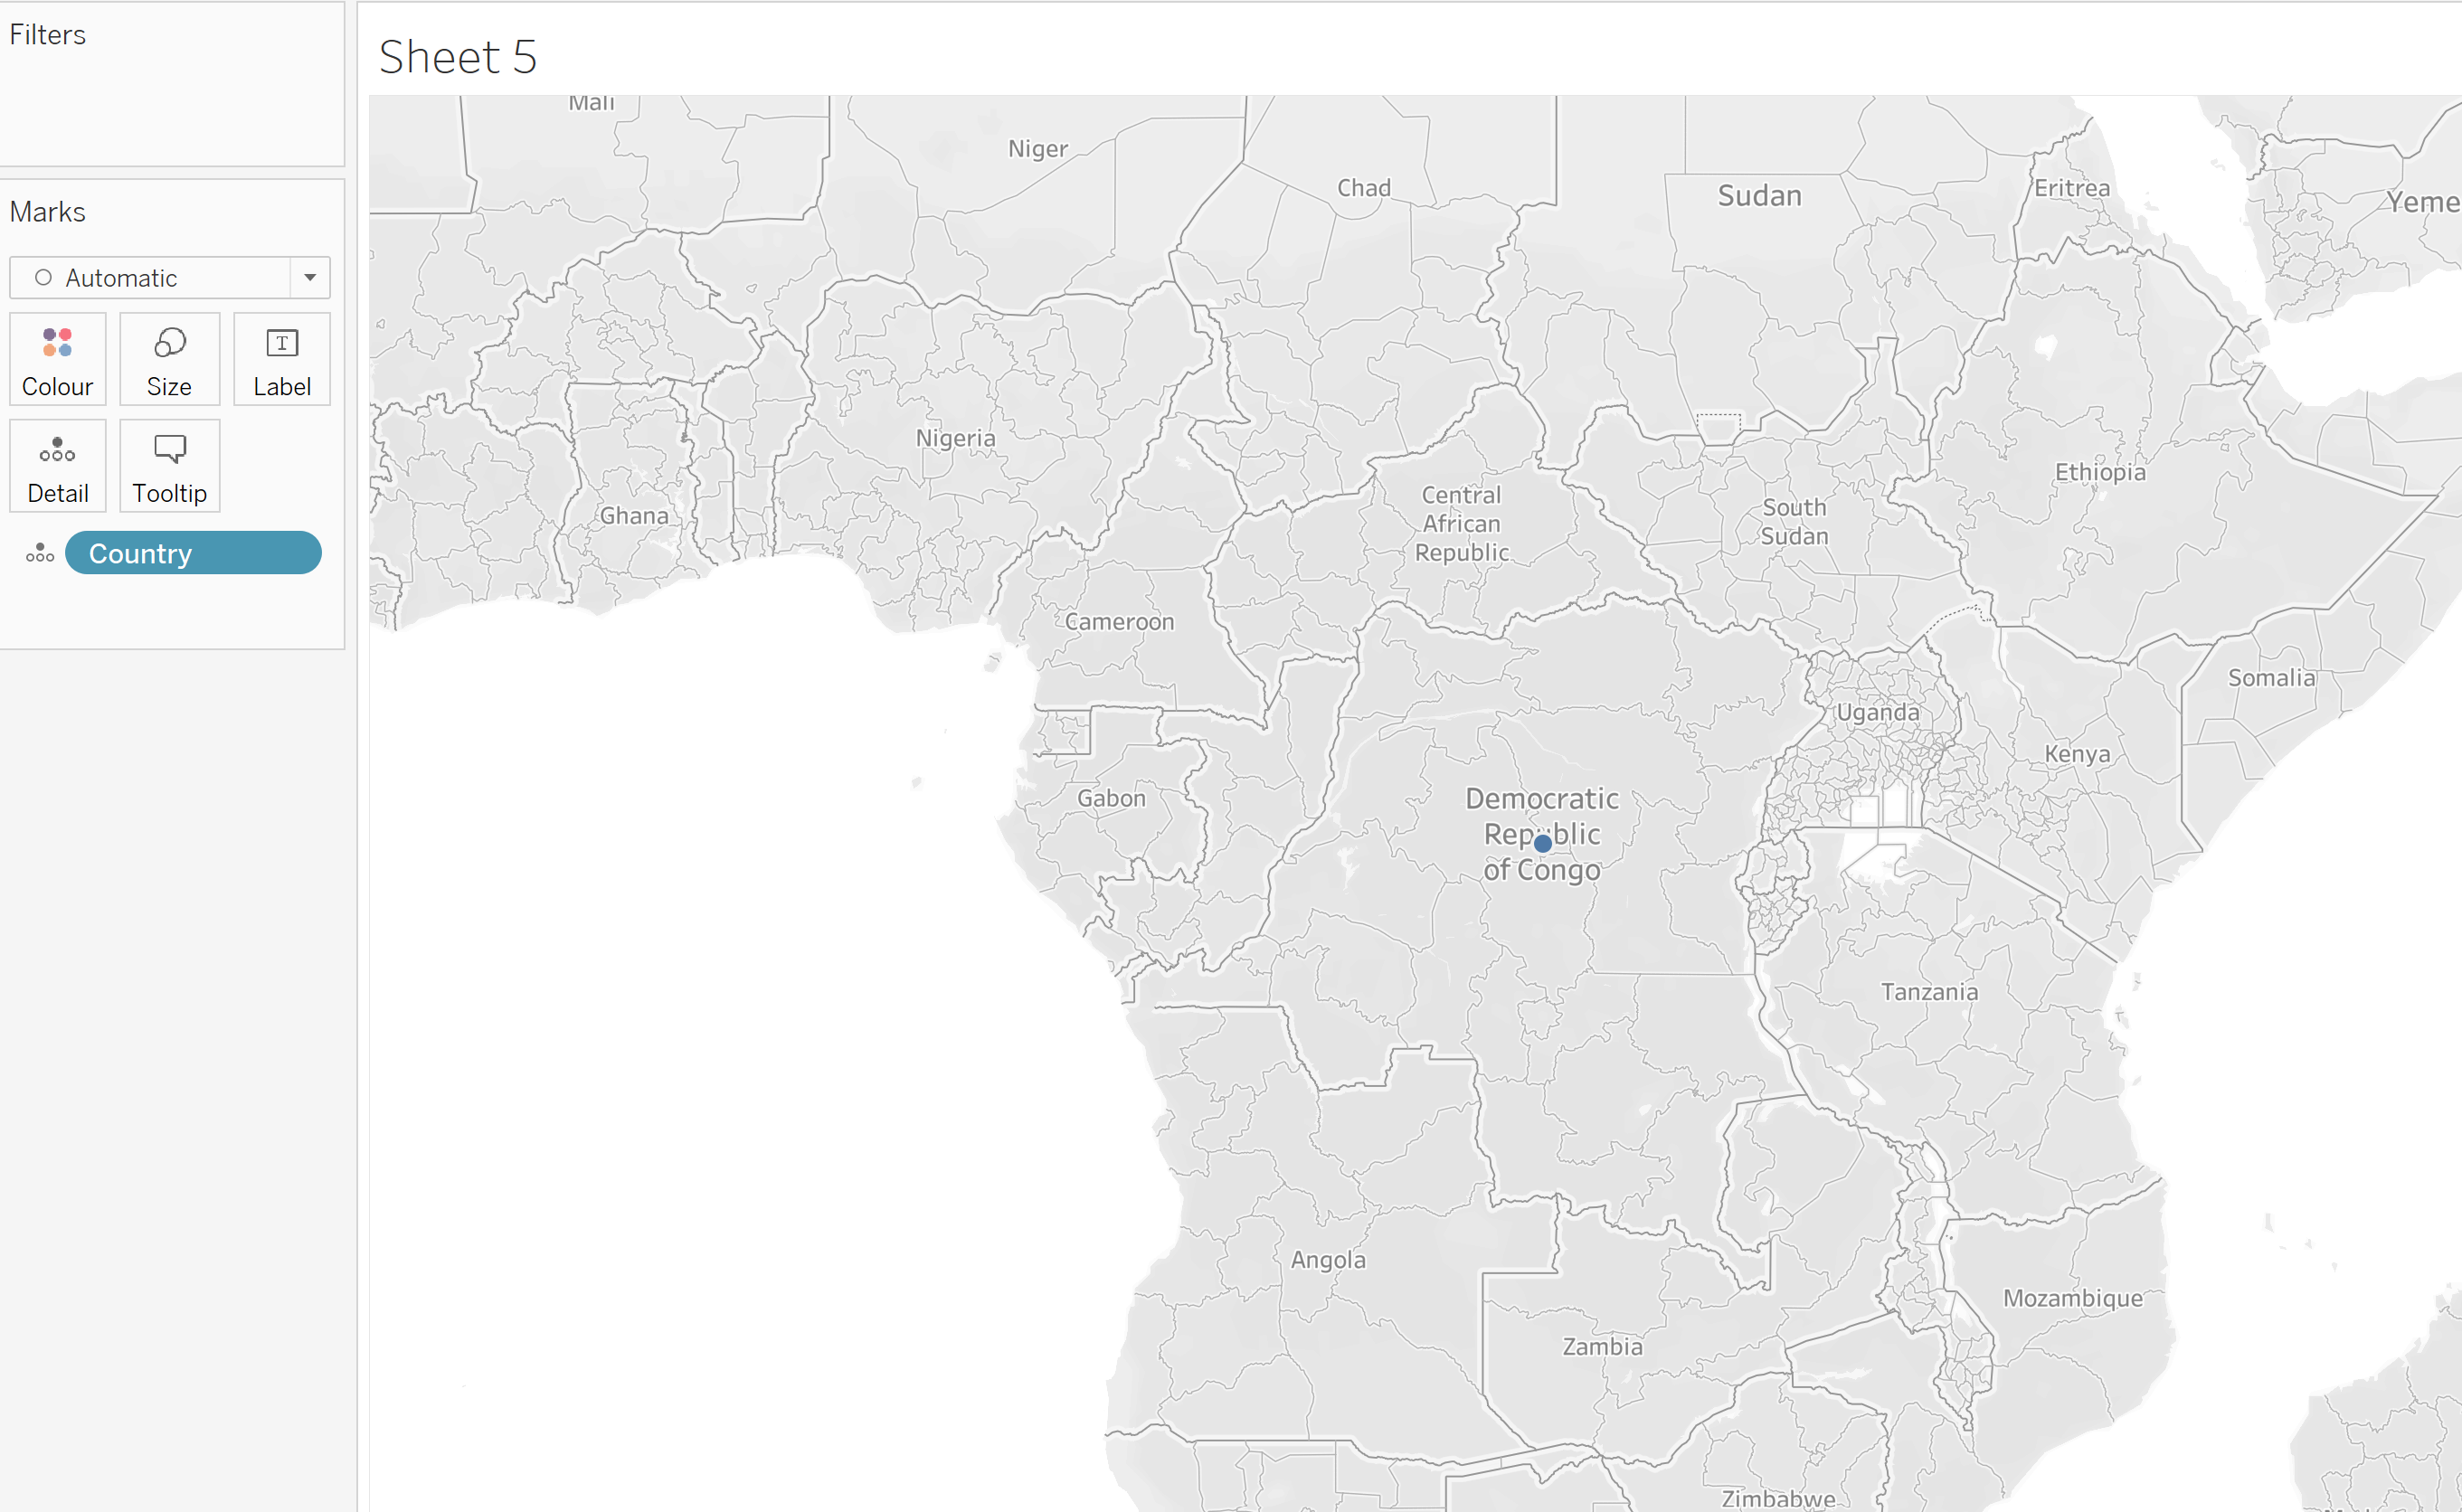 Filters
Marks
Automatic
Colour
Size
Label
Detail
Tooltip
Country
Sheet 5
Mali
Niger
Chad
Sudan
Eritrea
Yeme
Nigeria
Ghana
Central
African
Republic
South
Sudan
Ethiopia
Cameroon
Somalia
Uganda
Kenya
Gabon
Democratic
Republic
of Congo
Tanzania
Angola
Mozambique
Zambia
Zimbabwe